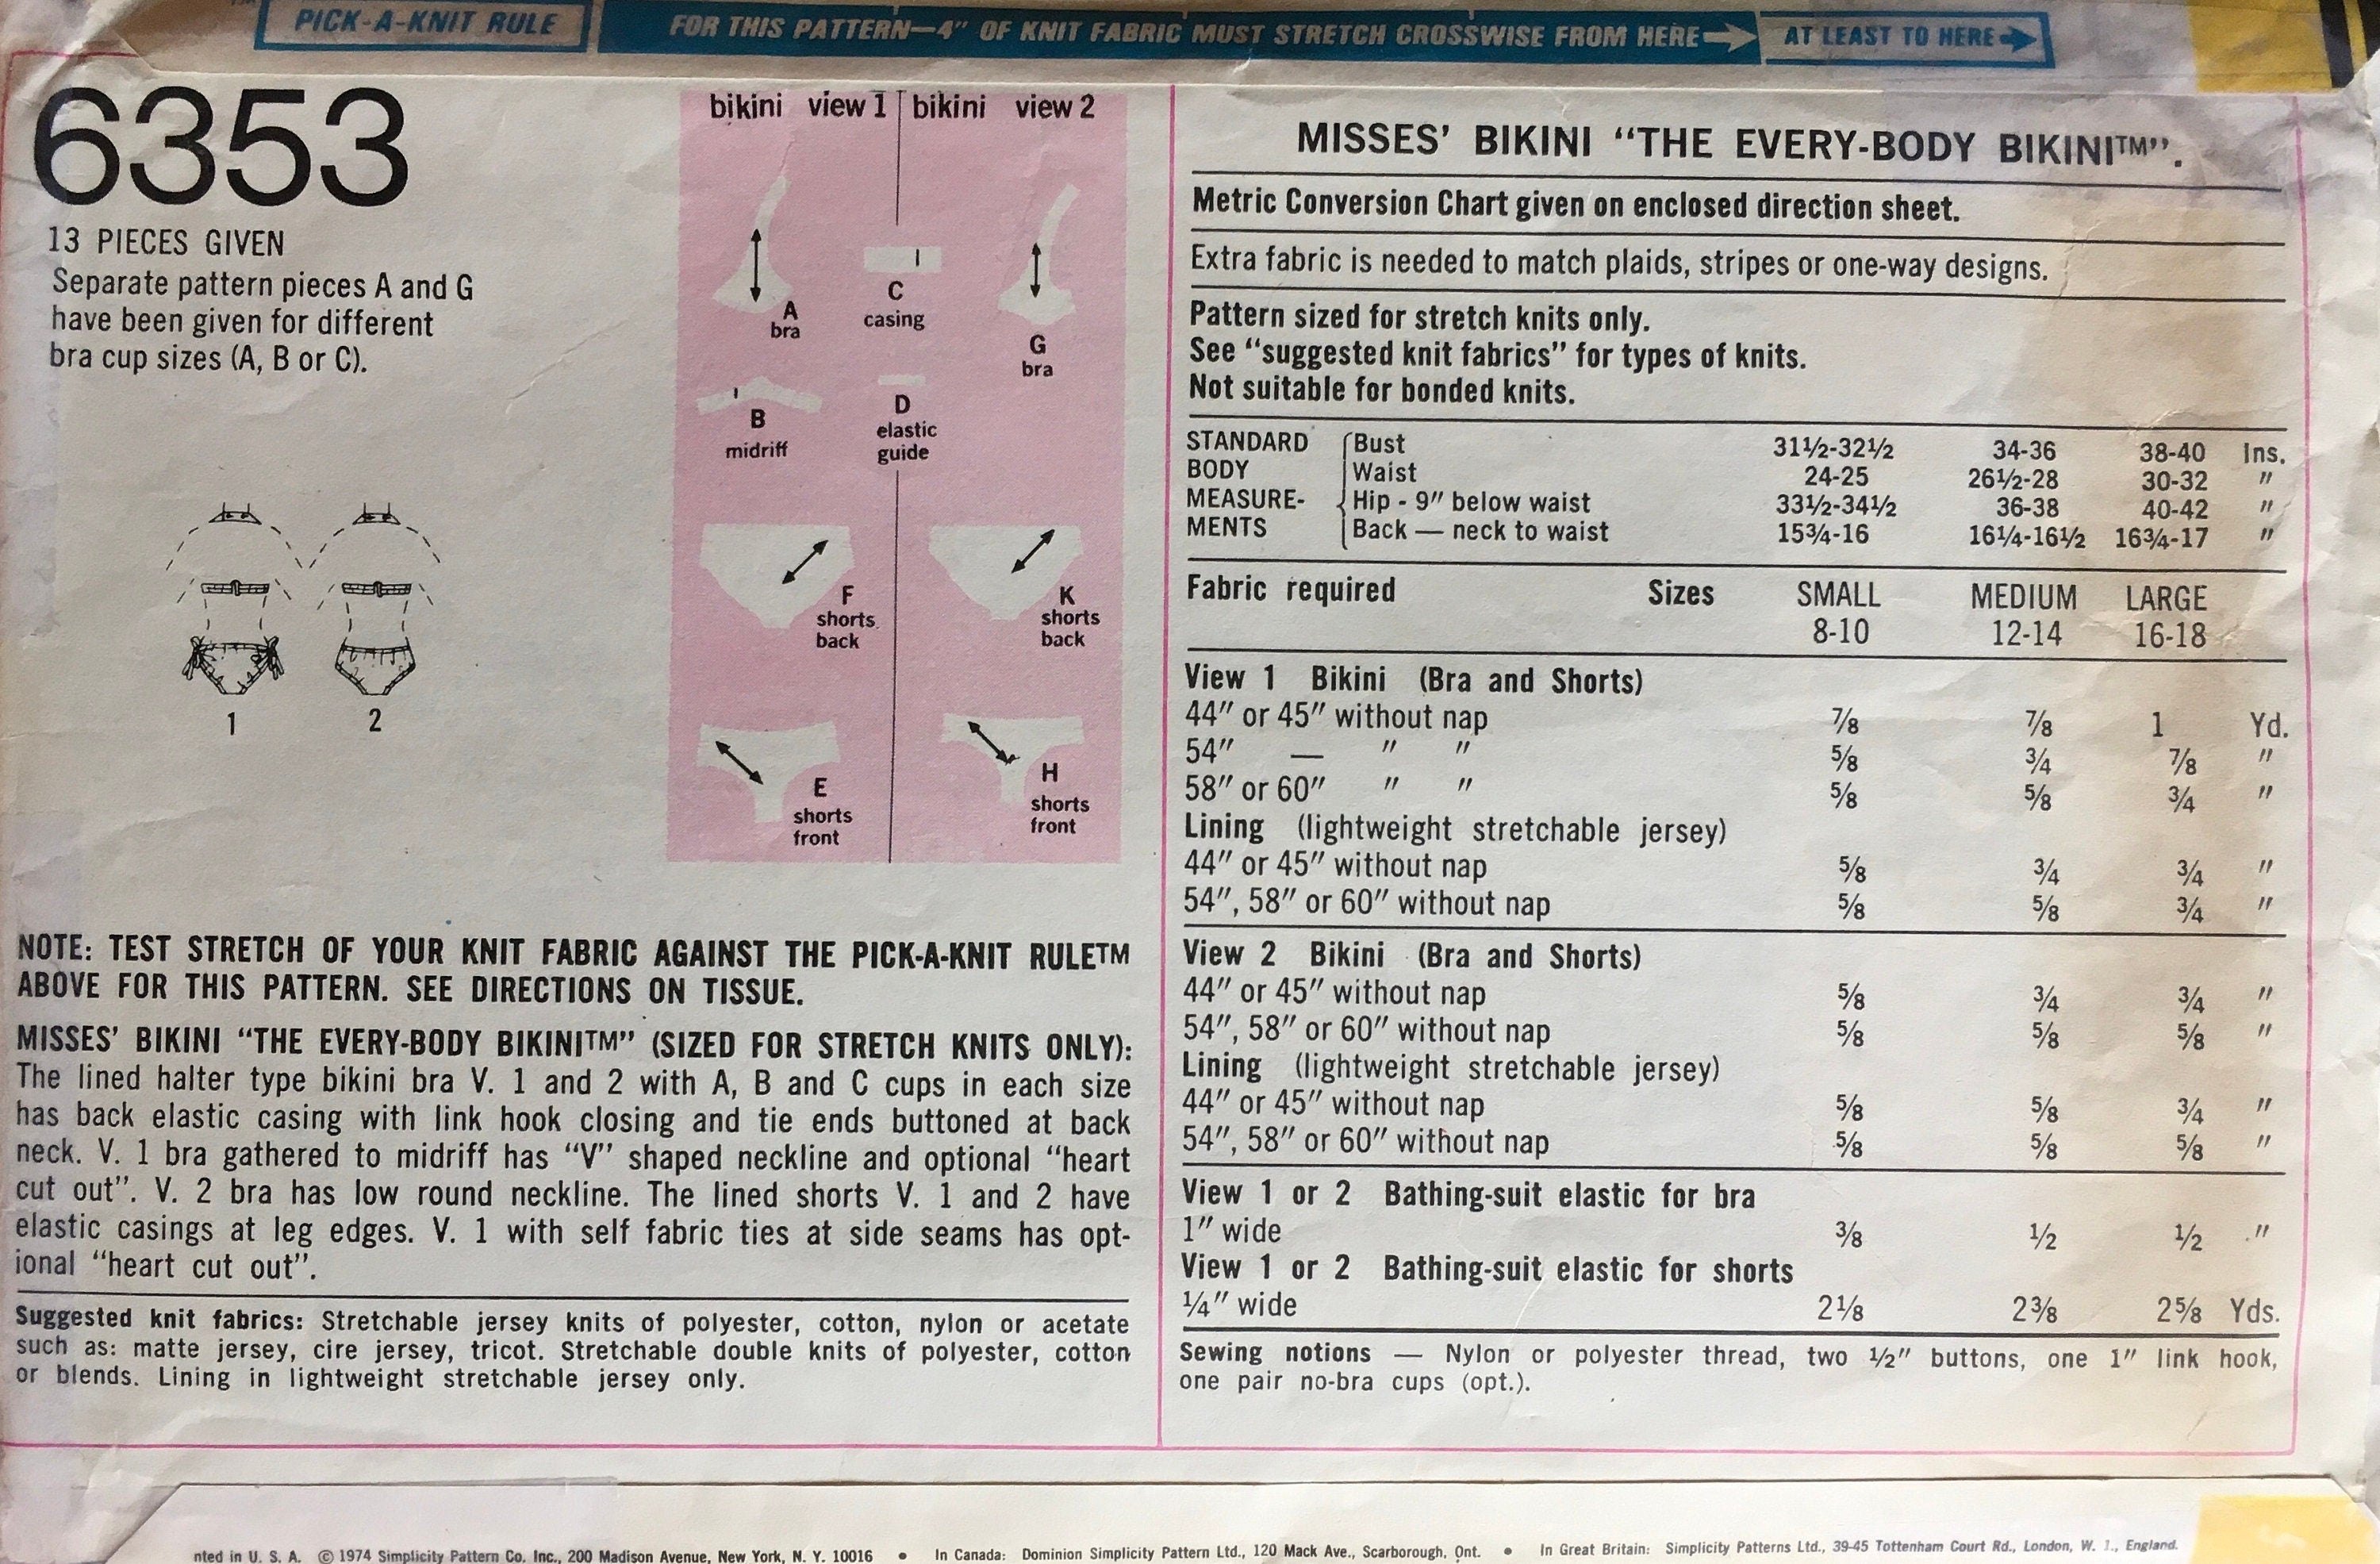 PICK-A-KNIT RULE
FOR THIS PATTERN—4" OF KNIT FABRIC MUST STRETCH CROSSWISE FROM HERE
AT LEAST TO HERE
6353
13 PIECES GIVEN
Separate pattern pieces A and G
have been given for different
bra cup sizes (A, B or C).
1
2
bikini view 1
bikini view 2
A
bra
C
casing
G
bra
B
midriff
D
elastic
guide
F
shorts
back
K
shorts
back
E
shorts
front
H
shorts
front
NOTE: TEST STRETCH OF YOUR KNIT FABRIC AGAINST THE PICK-A-KNIT RULE™
ABOVE FOR THIS PATTERN. SEE DIRECTIONS ON TISSUE.
MISSES' BIKINI “THE EVERY-BODY BIKINI™” (SIZED FOR STRETCH KNITS ONLY):
The lined halter type bikini bra V. 1 and 2 with A, B and C cups in each size
has back elastic casing with link hook closing and tie ends buttoned at back
neck. V. 1 bra gathered to midriff has “V” shaped neckline and optional “heart
cut out”. V. 2 bra has low round neckline. The lined shorts V. 1 and 2 have
elastic casings at leg edges. V. 1 with self fabric ties at side seams has opt-
ional “heart cut out”.
Suggested knit fabrics: Stretchable jersey knits of polyester, cotton, nylon or acetate
such as: matte jersey, cire jersey, tricot. Stretchable double knits of polyester, cotton
or blends. Lining in lightweight stretchable jersey only.
MISSES' BIKINI “THE EVERY-BODY BIKINI™”.
Metric Conversion Chart given on enclosed direction sheet.
Extra fabric is needed to match plaids, stripes or one-way designs.
Pattern sized for stretch knits only.
See “suggested knit fabrics” for types of knits.
Not suitable for bonded knits.
STANDARD Bust 31½-32½ 34-36 38-40 Ins.
BODY Waist 24-25 26½-28 30-32 "
MEASURE- Hip - 9" below waist 33½-34½ 36-38 40-42 "
MENTS Back — neck to waist 15¾-16 16¼-16½ 16¾-17 "
Fabric required Sizes SMALL MEDIUM LARGE
8-10 12-14 16-18
View 1 Bikini (Bra and Shorts)
44" or 45" without nap ⅞ ⅞ 1 Yd.
54" — " " ⅝ ¾ ⅞ "
58" or 60" " " ⅝ ⅝ ¾ "
Lining (lightweight stretchable jersey)
44" or 45" without nap ⅝ ¾ ¾ "
54", 58" or 60" without nap ⅝ ⅝ ¾ "
View 2 Bikini (Bra and Shorts)
44" or 45" without nap ⅝ ¾ ¾ "
54", 58" or 60" without nap ⅝ ⅝ ⅝ "
Lining (lightweight stretchable jersey)
44" or 45" without nap ⅝ ⅝ ¾ "
54", 58" or 60" without nap ⅝ ⅝ ⅝ "
View 1 or 2 Bathing-suit elastic for bra
1" wide ⅜ ½ ½ "
View 1 or 2 Bathing-suit elastic for shorts
¼" wide 2⅛ 2⅜ 2⅝ Yds.
Sewing notions — Nylon or polyester thread, two ½" buttons, one 1" link hook,
one pair no-bra cups (opt.).
nted in U. S. A. © 1974 Simplicity Pattern Co. Inc., 200 Madison Avenue, New York, N. Y. 10016 • In Canada: Dominion Simplicity Pattern Ltd., 120 Mack Ave., Scarborough, Ont. • In Great Britain: Simplicity Patterns Ltd., 39-45 Tottenham Court Rd., London, W. 1., England.